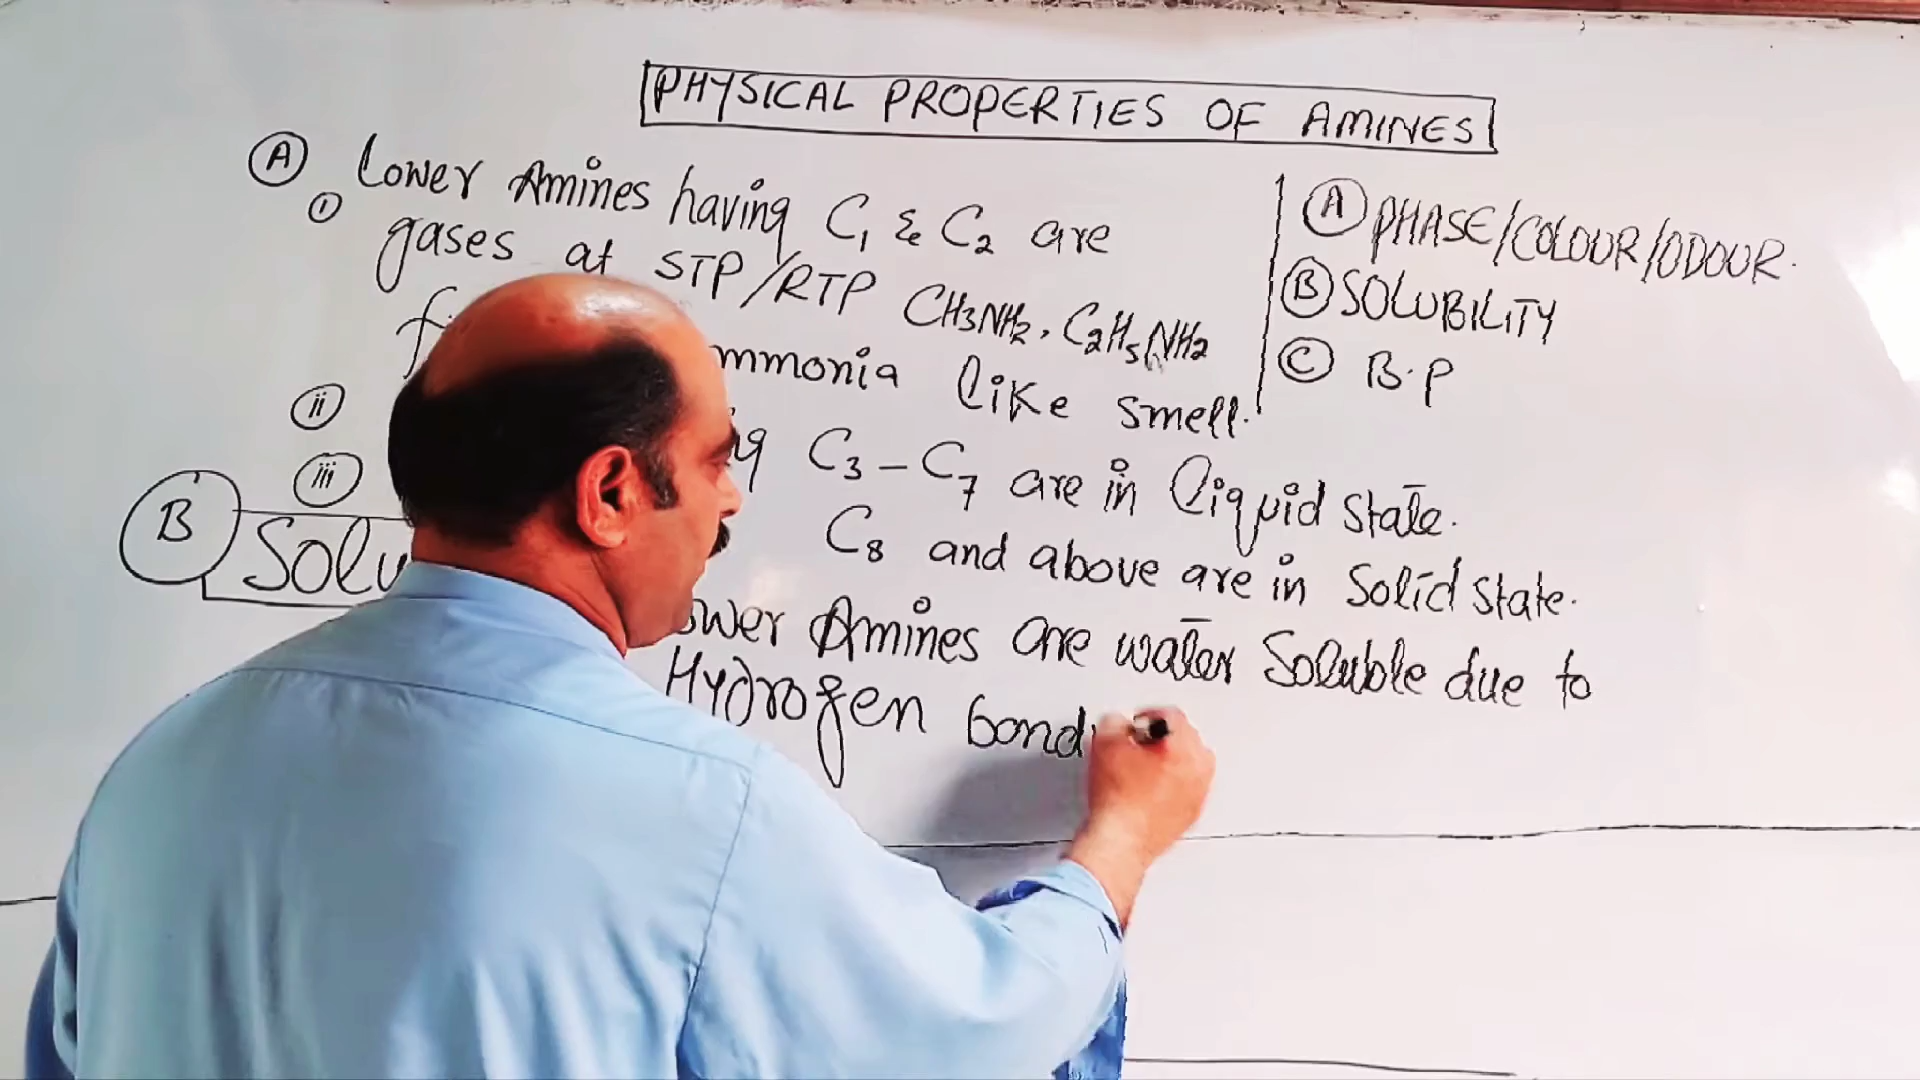 PHYSICAL PROPERTIES OF AMINES
A Lower Amines having C1 & C2 are
i gases at STP/RTP CH3NH2, C2H5NH2
mmonia like smell.
ii C3 - C7 are in liquid state.
iii C8 and above are in solid state.
B Solu
ower Amines are water soluble due to
Hydrogen bond
A PHASE/COLOUR/ODOUR.
B SOLUBILITY
C B.P